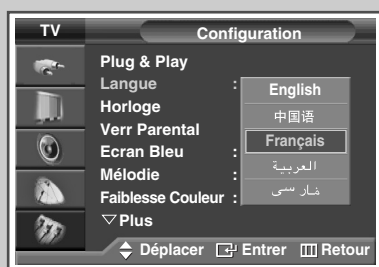 TV
Configuration
Plug & Play
Langue :
English
Horloge
中国语
Verr Parental
Français
Ecran Bleu :
العربية
Mélodie :
فارسی
Faiblesse Couleur :
▽Plus
Déplacer Entrer Retour